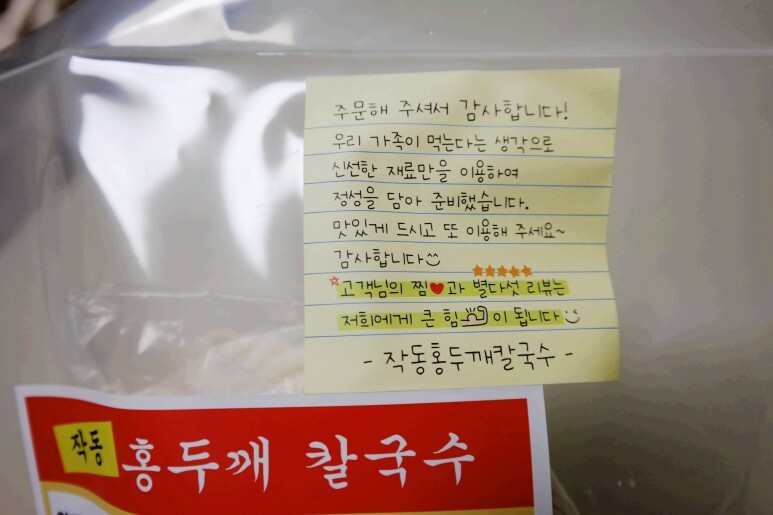 주문해 주셔서 감사합니다!
우리 가족이 먹는다는 생각으로
신선한 재료만을 이용하여
정성을 담아 준비했습니다.
맛있게 드시고 또 이용해 주세요~
감사합니다
고객님의 찜❤과 별다섯 리뷰는
저희에게 큰 힘이 됩니다
- 작동홍두깨칼국수 -
작동 홍두깨 칼국수